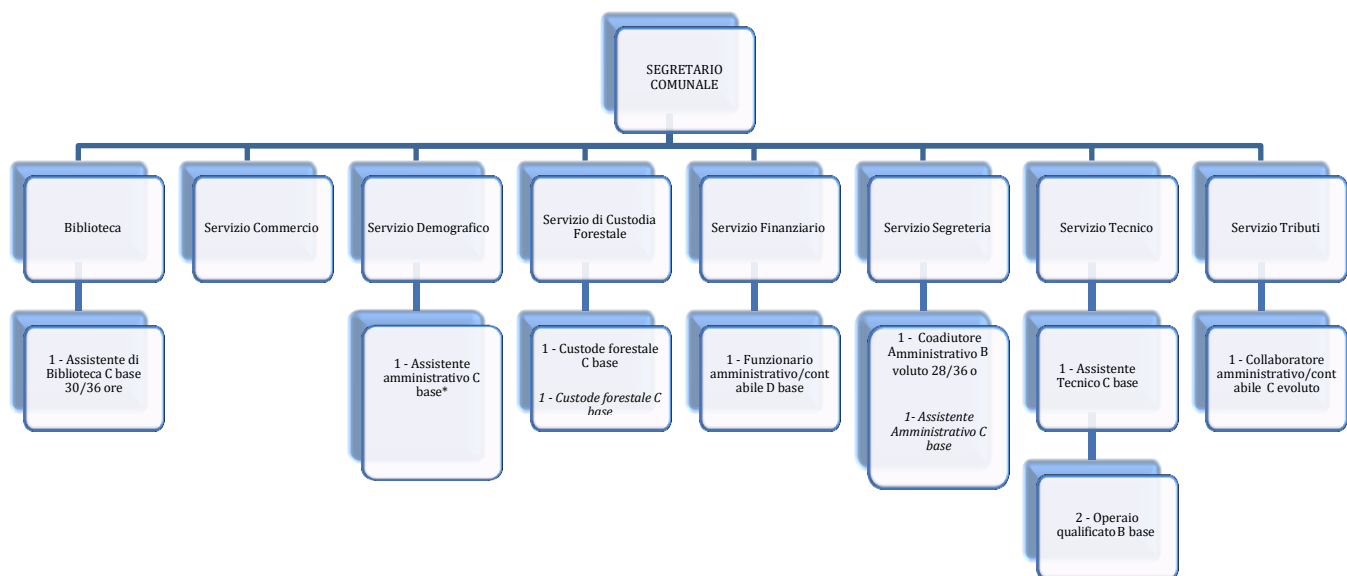 SEGRETARIO
COMUNALE
Biblioteca
Servizio Commercio
Servizio Demografico
Servizio di Custodia
Forestale
Servizio Finanziario
Servizio Segreteria
Servizio Tecnico
Servizio Tributi
1 - Assistente di
Biblioteca C base
30/36 ore
1 - Assistente
amministrativo C
base*
1 - Custode forestale
C base
1 - Custode forestale C
base
1 - Funzionario
amministrativo/cont
abile D base
1 - Coadiutore
Amministrativo B
voluto 28/36 o
1- Assistente
Amministrativo C
base
1 - Assistente
Tecnico C base
1 - Collaboratore
amministrativo/cont
abile C evoluto
2 - Operaio
qualificato B base